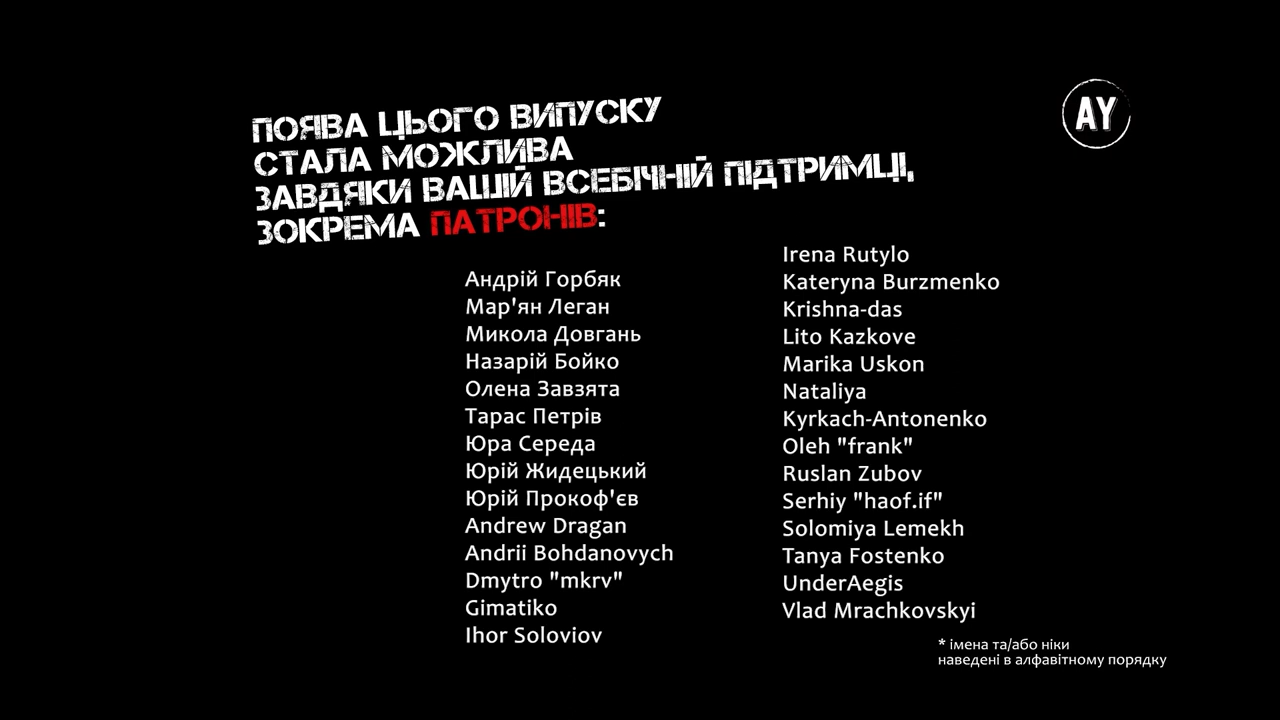 ПОЯВА ЦЬОГО ВИПУСКУ
СТАЛА МОЖЛИВА
ЗАВДЯКИ ВАШІЙ ВСЕБІЧНІЙ ПІДТРИМЦІ,
ЗОКРЕМА ПАТРОНІВ:
AY
Андрій Горбяк
Мар'ян Леган
Микола Довгань
Назарій Бойко
Олена Завзята
Тарас Петрів
Юра Середа
Юрій Жидецький
Юрій Прокоф'єв
Andrew Dragan
Andrii Bohdanovych
Dmytro "mkrv"
Gimatiko
Ihor Soloviov
Irena Rutylo
Kateryna Burzmenko
Krishna-das
Lito Kazkove
Marika Uskon
Nataliya
Kyrkach-Antonenko
Oleh "frank"
Ruslan Zubov
Serhiy "haof.if"
Solomiya Lemekh
Tanya Fostenko
UnderAegis
Vlad Mrachkovskyi
* імена та/або ніки
наведені в алфавітному порядку